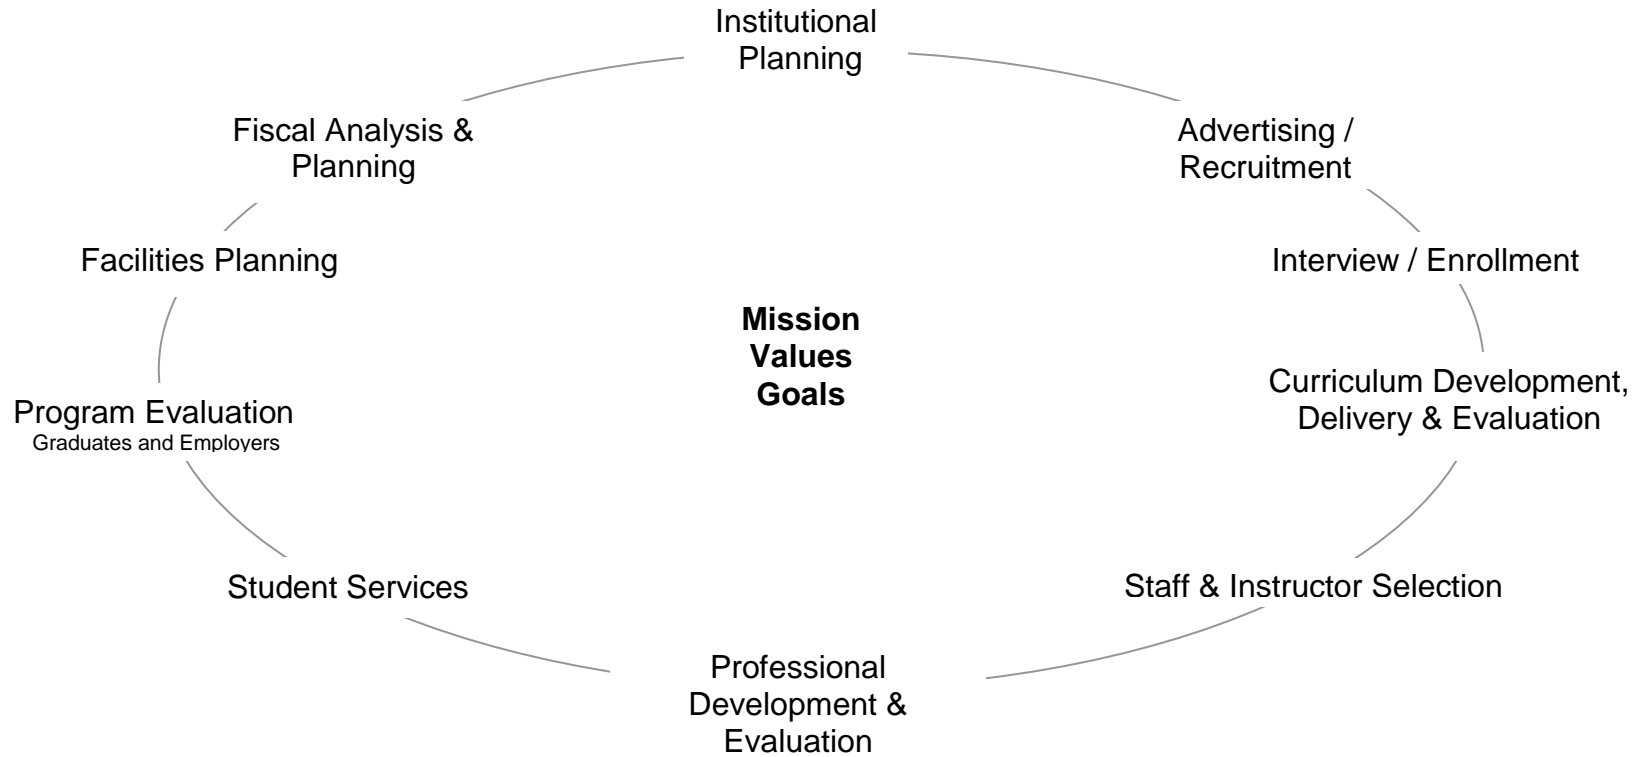 Institutional
Planning
Fiscal Analysis &
Planning
Advertising /
Recruitment
Facilities Planning
Interview / Enrollment
Mission
Values
Goals
Curriculum Development,
Delivery & Evaluation
Program Evaluation
Graduates and Employers
Student Services
Staff & Instructor Selection
Professional
Development &
Evaluation